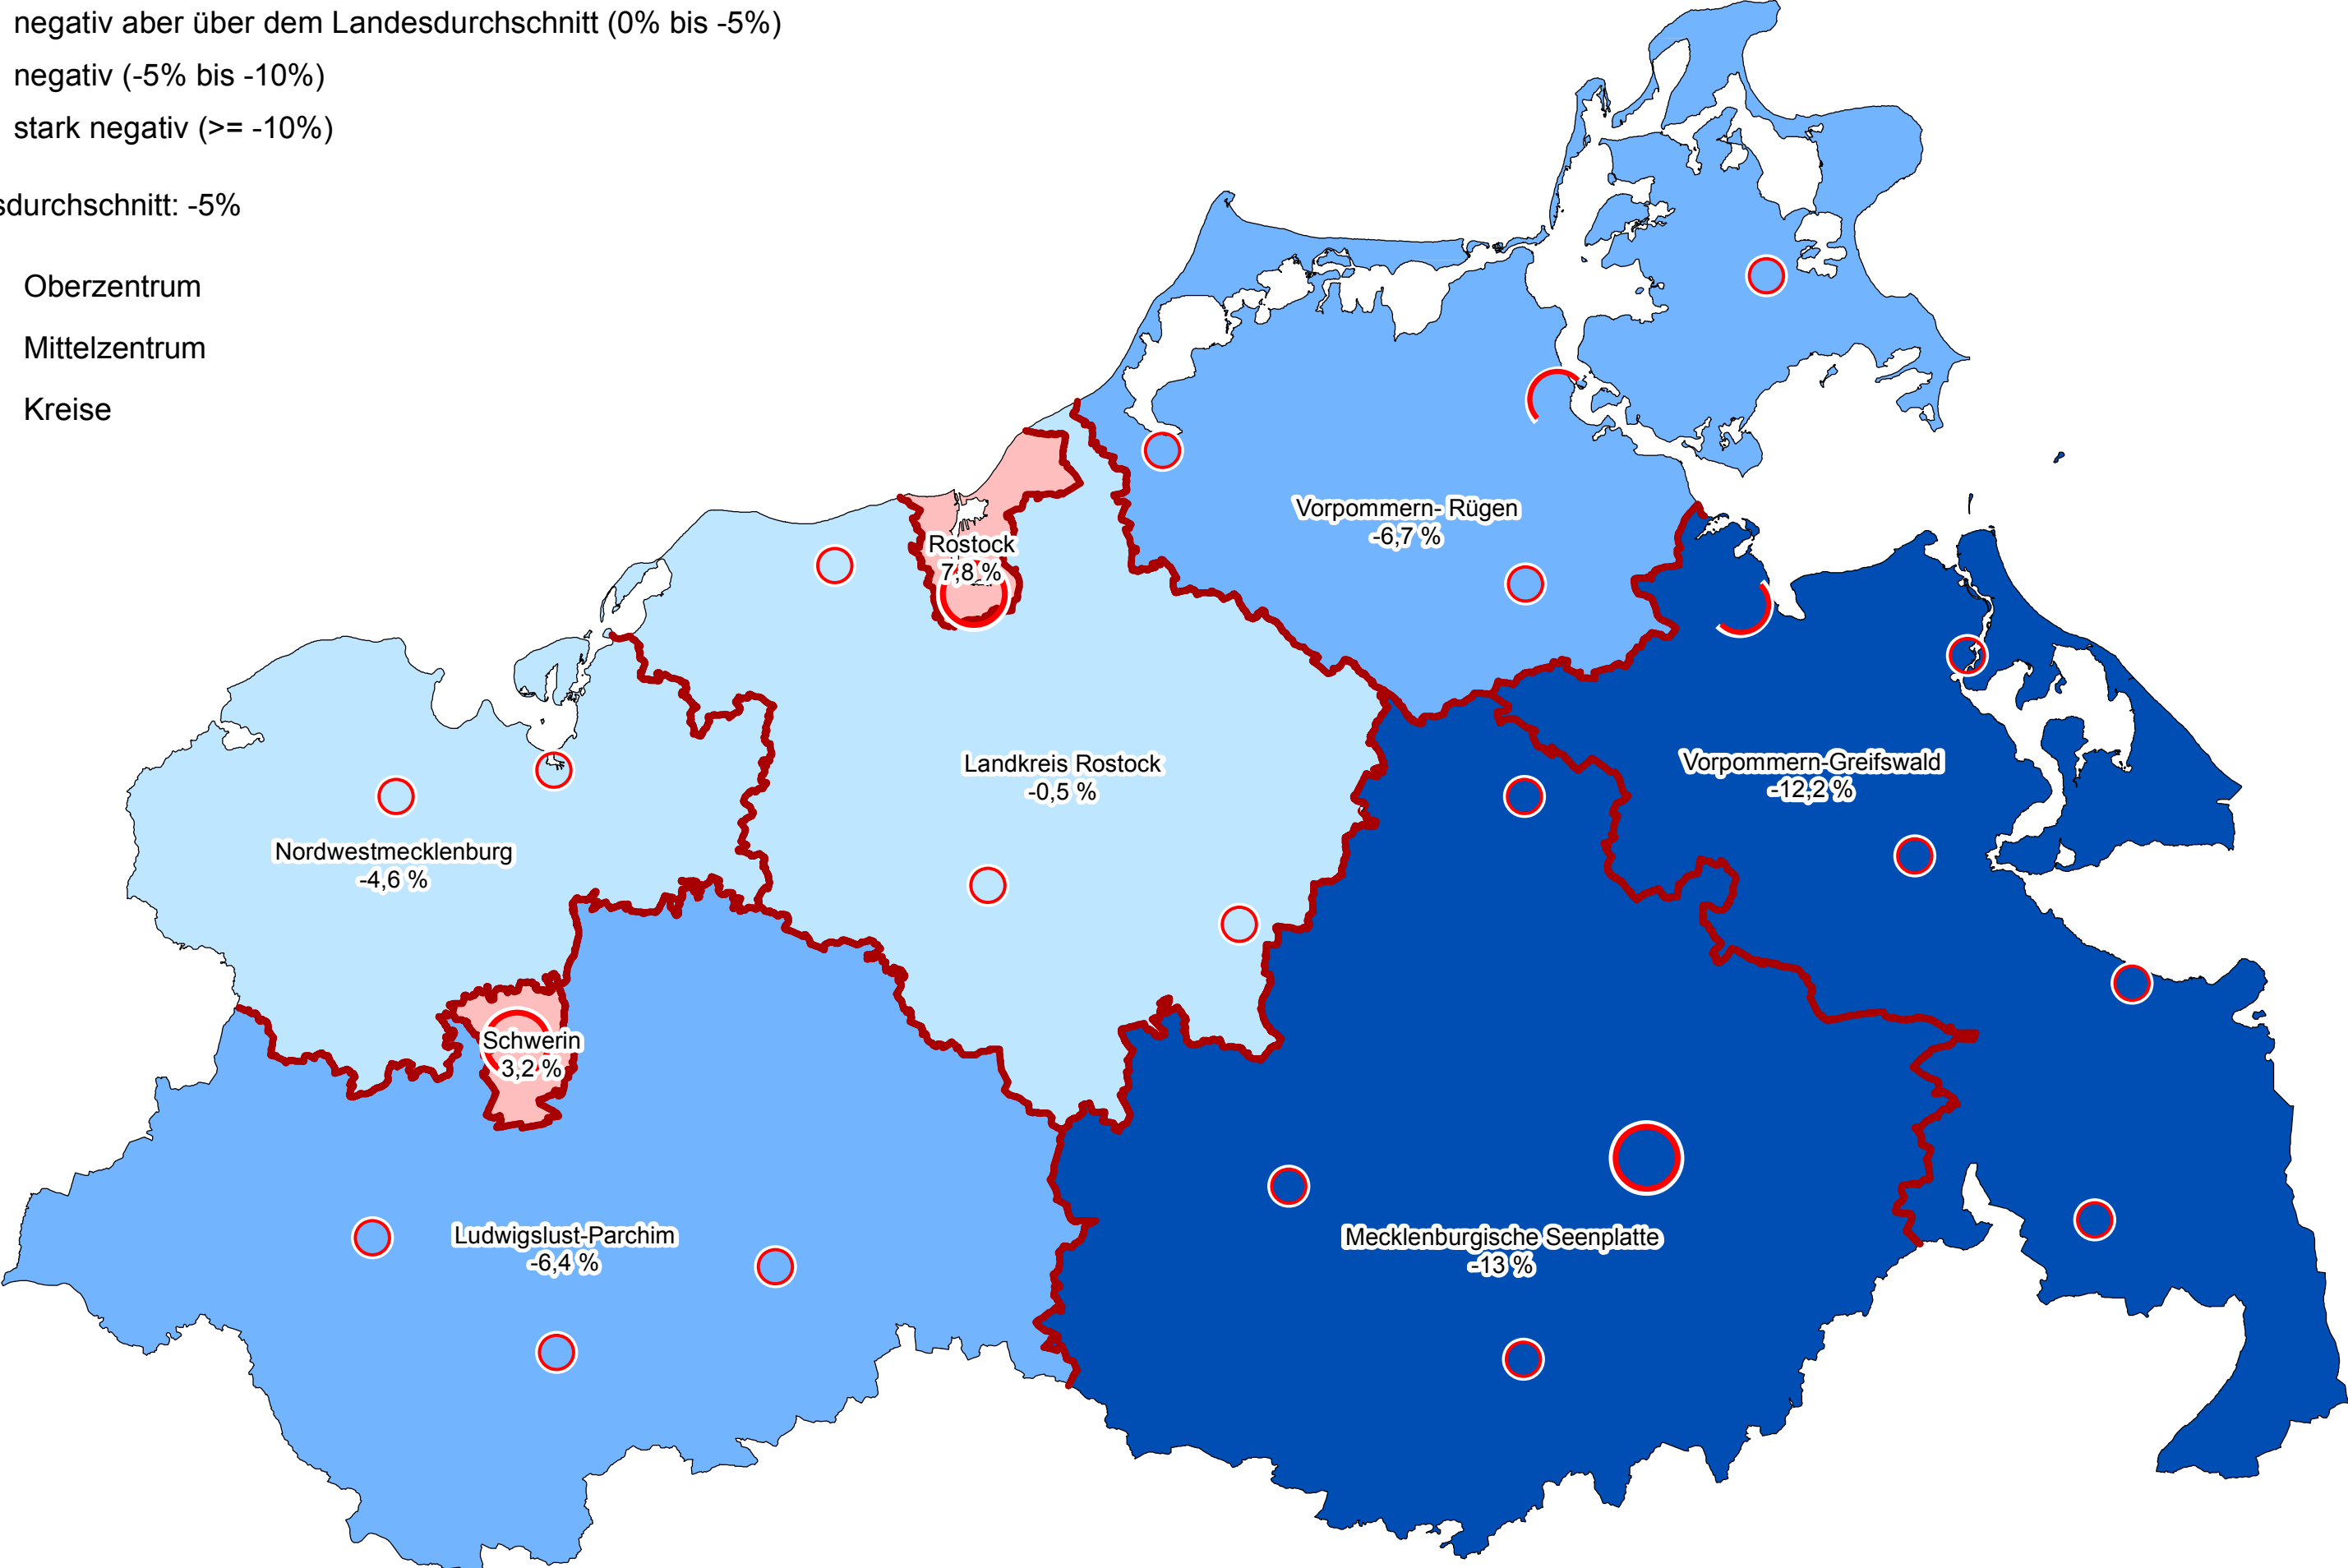 negativ aber über dem Landesdurchschnitt (0% bis -5%)
negativ (-5% bis -10%)
stark negativ (>= -10%)
sdurchschnitt: -5%
Oberzentrum
Mittelzentrum
Kreise
Vorpommern- Rügen
-6,7 %
Rostock
7,8 %
Landkreis Rostock
-0,5 %
Vorpommern-Greifswald
-12,2 %
Nordwestmecklenburg
-4,6 %
Schwerin
3,2 %
Ludwigslust-Parchim
-6,4 %
Mecklenburgische Seenplatte
-13 %